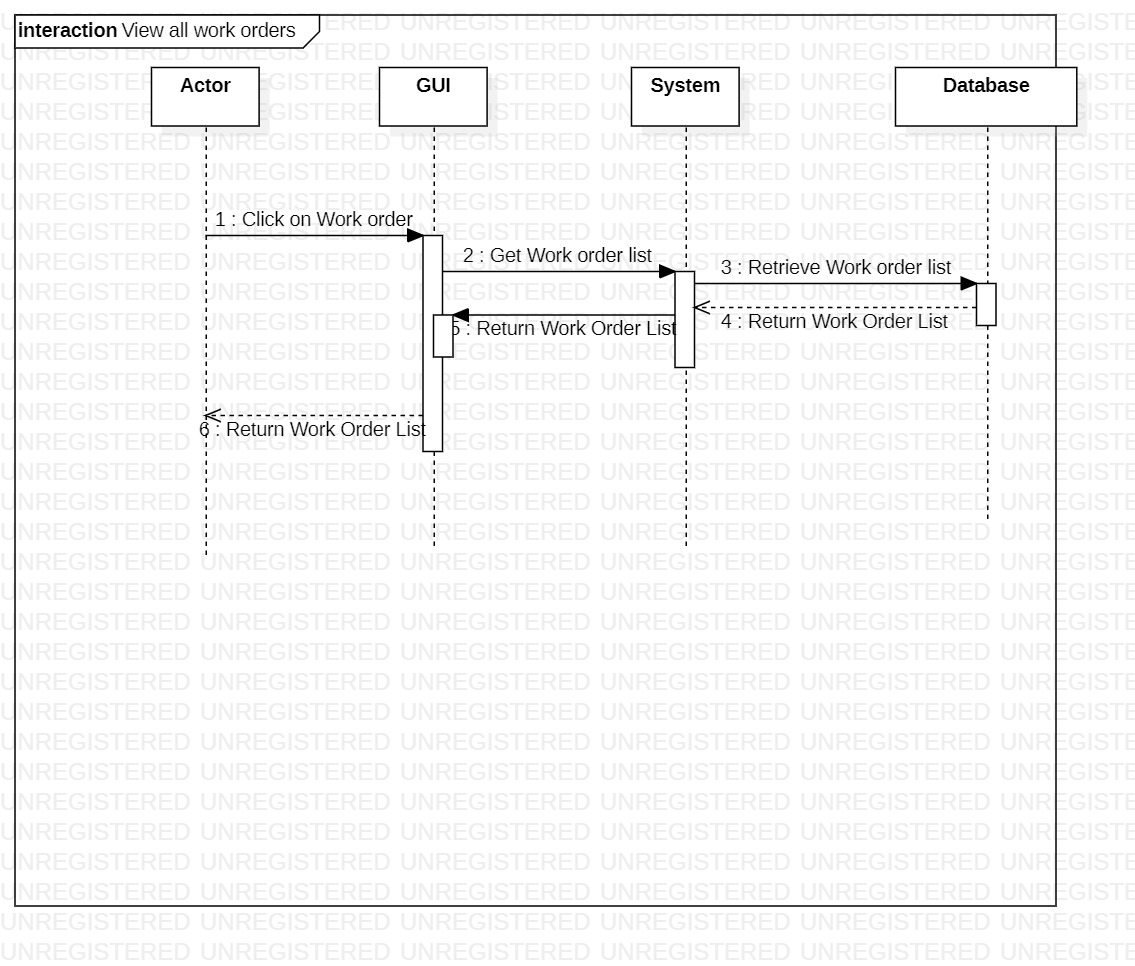 interaction View all work orders
Actor
GUI
System
Database
1 : Click on Work order
2 : Get Work order list
3 : Retrieve Work order list
4 : Return Work Order List
5 : Return Work Order List
6 : Return Work Order List
UNREGISTERED